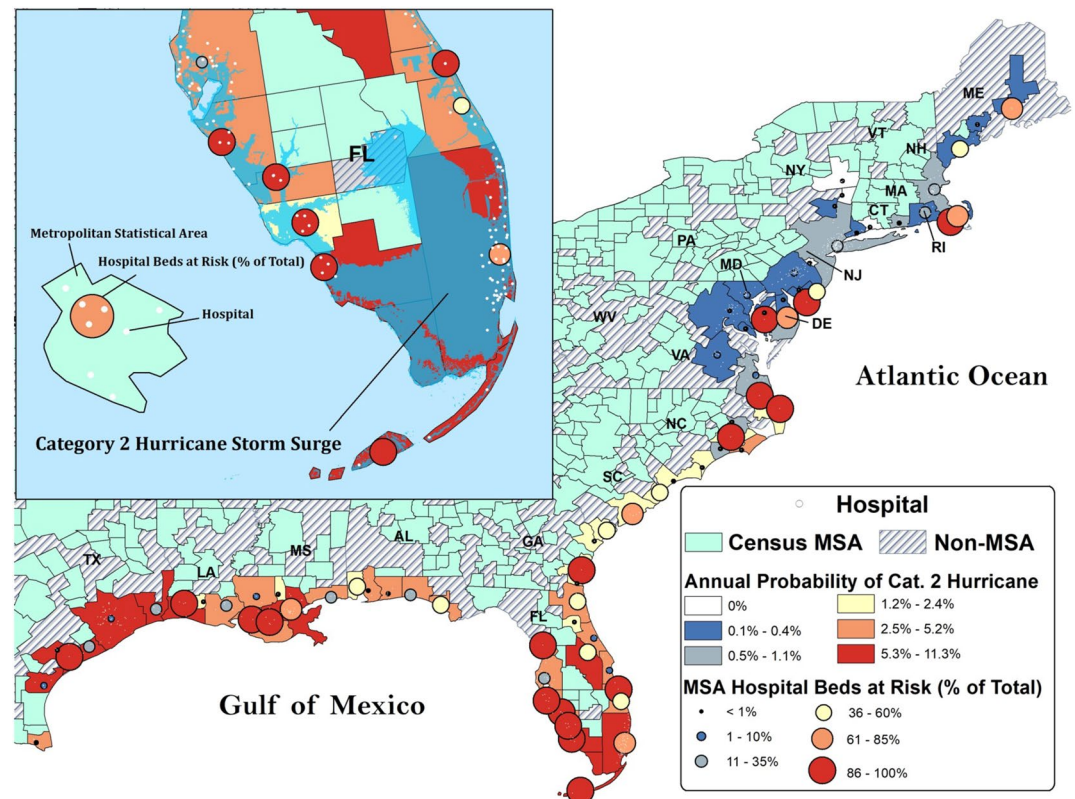 FL
Metropolitan Statistical Area
Hospital Beds at Risk (% of Total)
Hospital
Category 2 Hurricane Storm Surge
ME
VT
NH
NY
MA
CT
RI
PA
MD
NJ
WV
DE
VA
Atlantic Ocean
NC
SC
TX
LA
MS
AL
GA
FL
Gulf of Mexico
Hospital
Census MSA
Non-MSA
Annual Probability of Cat. 2 Hurricane
0%
1.2% - 2.4%
0.1% - 0.4%
2.5% - 5.2%
0.5% - 1.1%
5.3% - 11.3%
MSA Hospital Beds at Risk (% of Total)
< 1%
36 - 60%
1 - 10%
61 - 85%
11 - 35%
86 - 100%